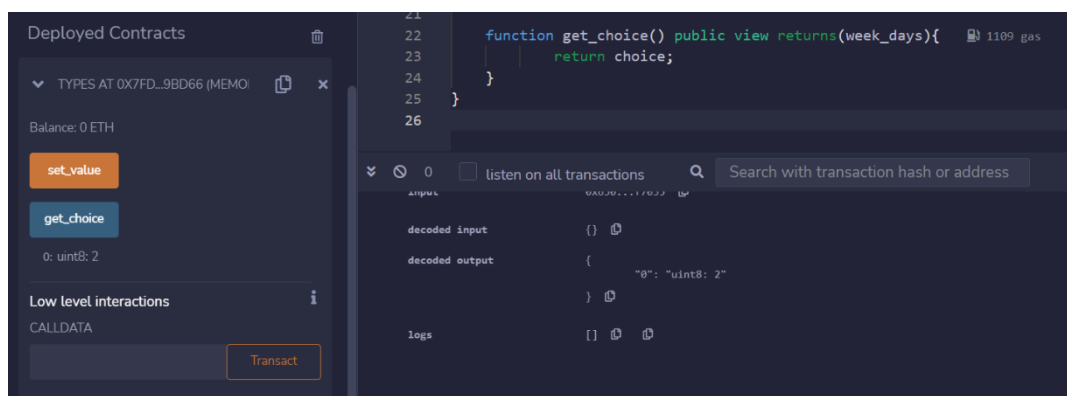 Deployed Contracts
TYPES AT 0X7FD...9BD66 (MEMO
Balance: 0 ETH
set_value
get_choice
0: uint8: 2
Low level interactions
i
CALLDATA
Transact
21
22 function get_choice() public view returns(week_days){ 1109 gas
23 return choice;
24 }
25 }
26
0 listen on all transactions Search with transaction hash or address
input
decoded input {}
decoded output {
"0": "uint8: 2"
}
logs []